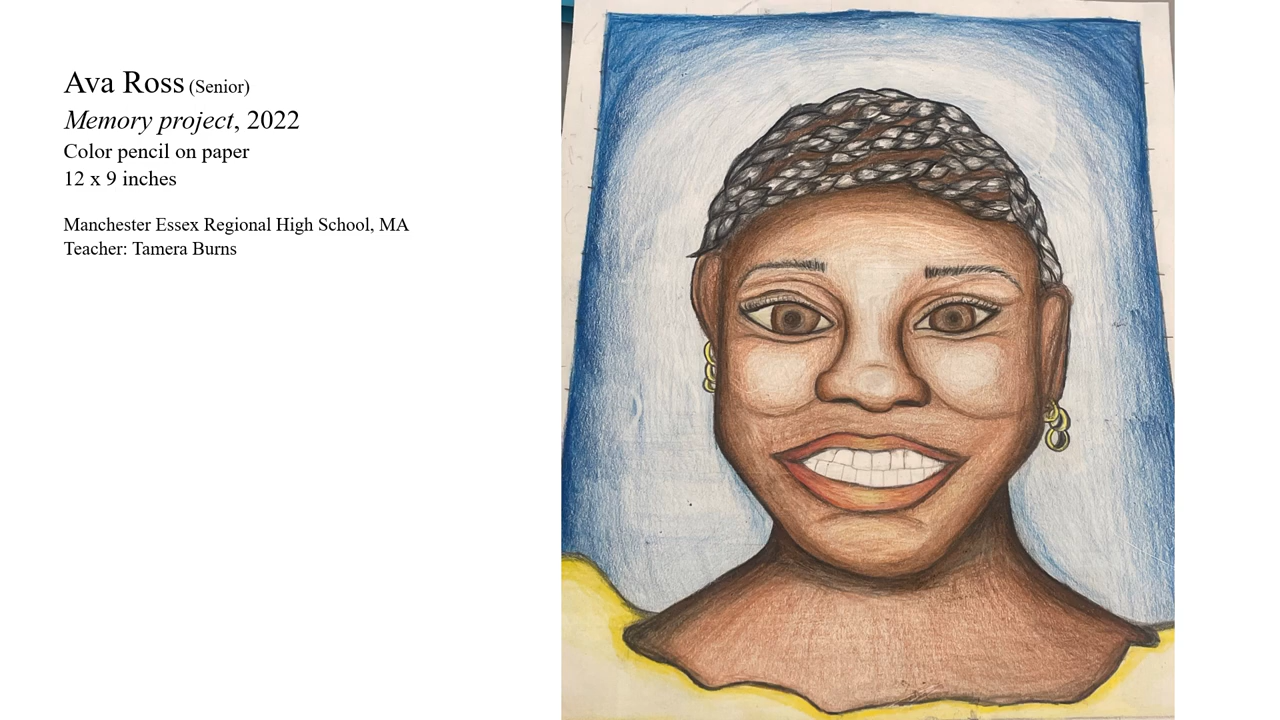 Ava Ross (Senior)
Memory project, 2022
Color pencil on paper
12 x 9 inches
Manchester Essex Regional High School, MA
Teacher: Tamera Burns